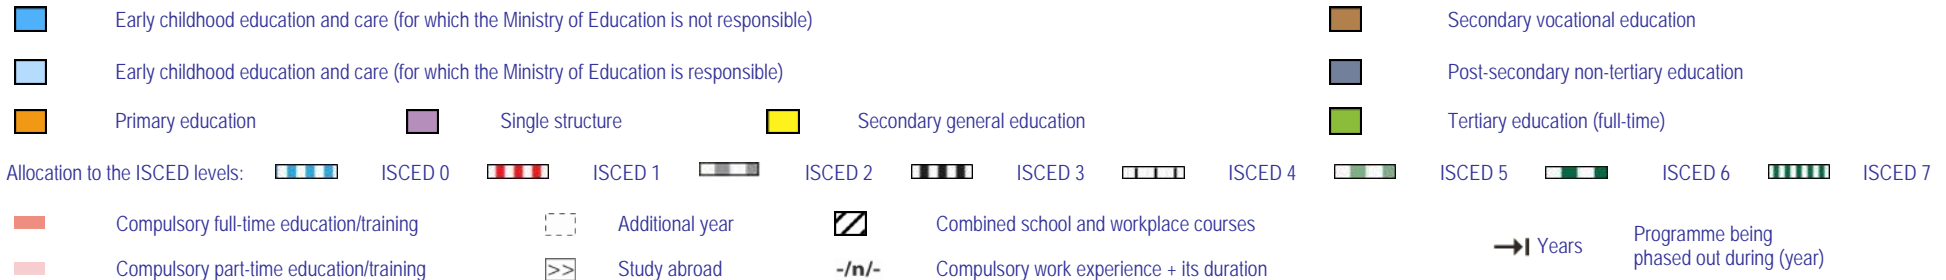 Early childhood education and care (for which the Ministry of Education is not responsible)
Secondary vocational education
Early childhood education and care (for which the Ministry of Education is responsible)
Post-secondary non-tertiary education
Primary education
Single structure
Secondary general education
Tertiary education (full-time)
Allocation to the ISCED levels:
ISCED 0
ISCED 1
ISCED 2
ISCED 3
ISCED 4
ISCED 5
ISCED 6
ISCED 7
Compulsory full-time education/training
Additional year
Combined school and workplace courses
Years
Programme being
phased out during (year)
Compulsory part-time education/training
>>
Study abroad
-/n/-
Compulsory work experience + its duration